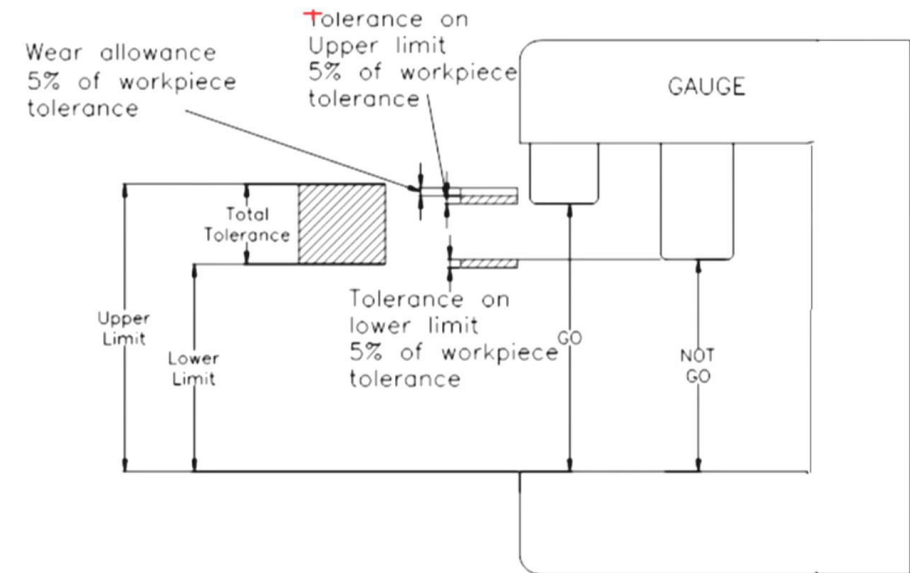 Wear allowance
5% of workpiece
tolerance
Tolerance on
Upper limit
5% of workpiece
tolerance
GAUGE
Total
Tolerance
Upper
Limit
Lower
Limit
Tolerance on
lower limit
5% of workpiece
tolerance
GO
NOT
GO